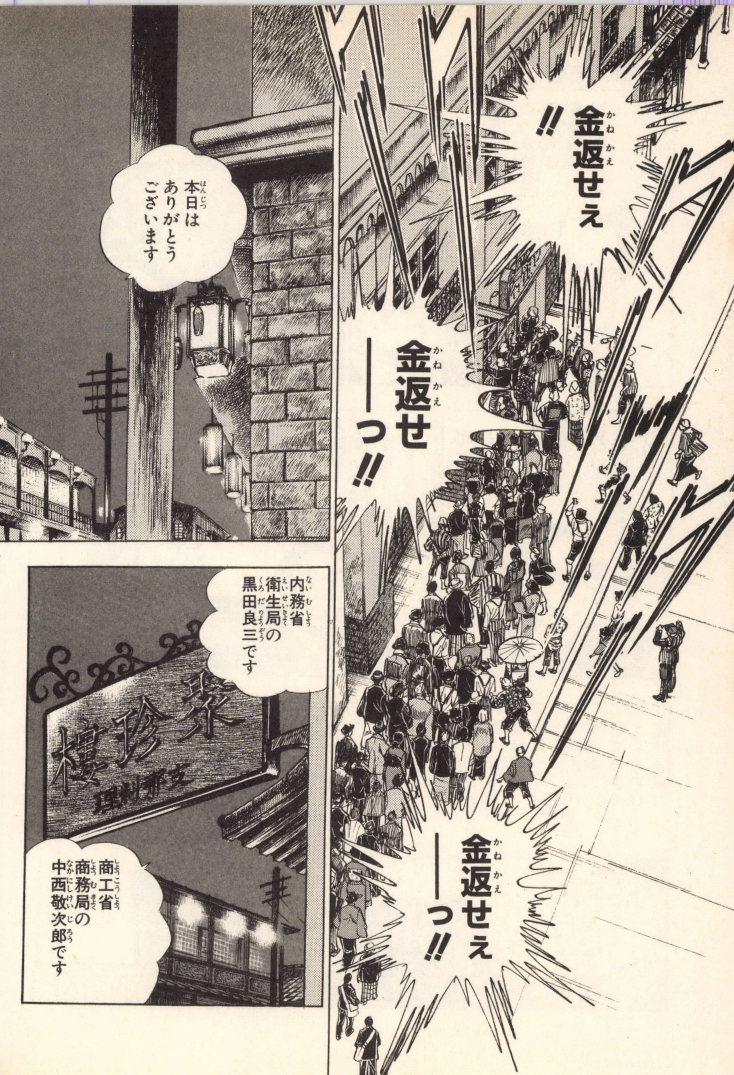 金返せぇ
!!
金返せ
――っ!!
金返せぇ
――っ!!
本日は
ありがとう
ございます
内務省
衛生局の
黒田良三です
聚珍樓
支那料理
商工省
商務局の
中西敬次郎です